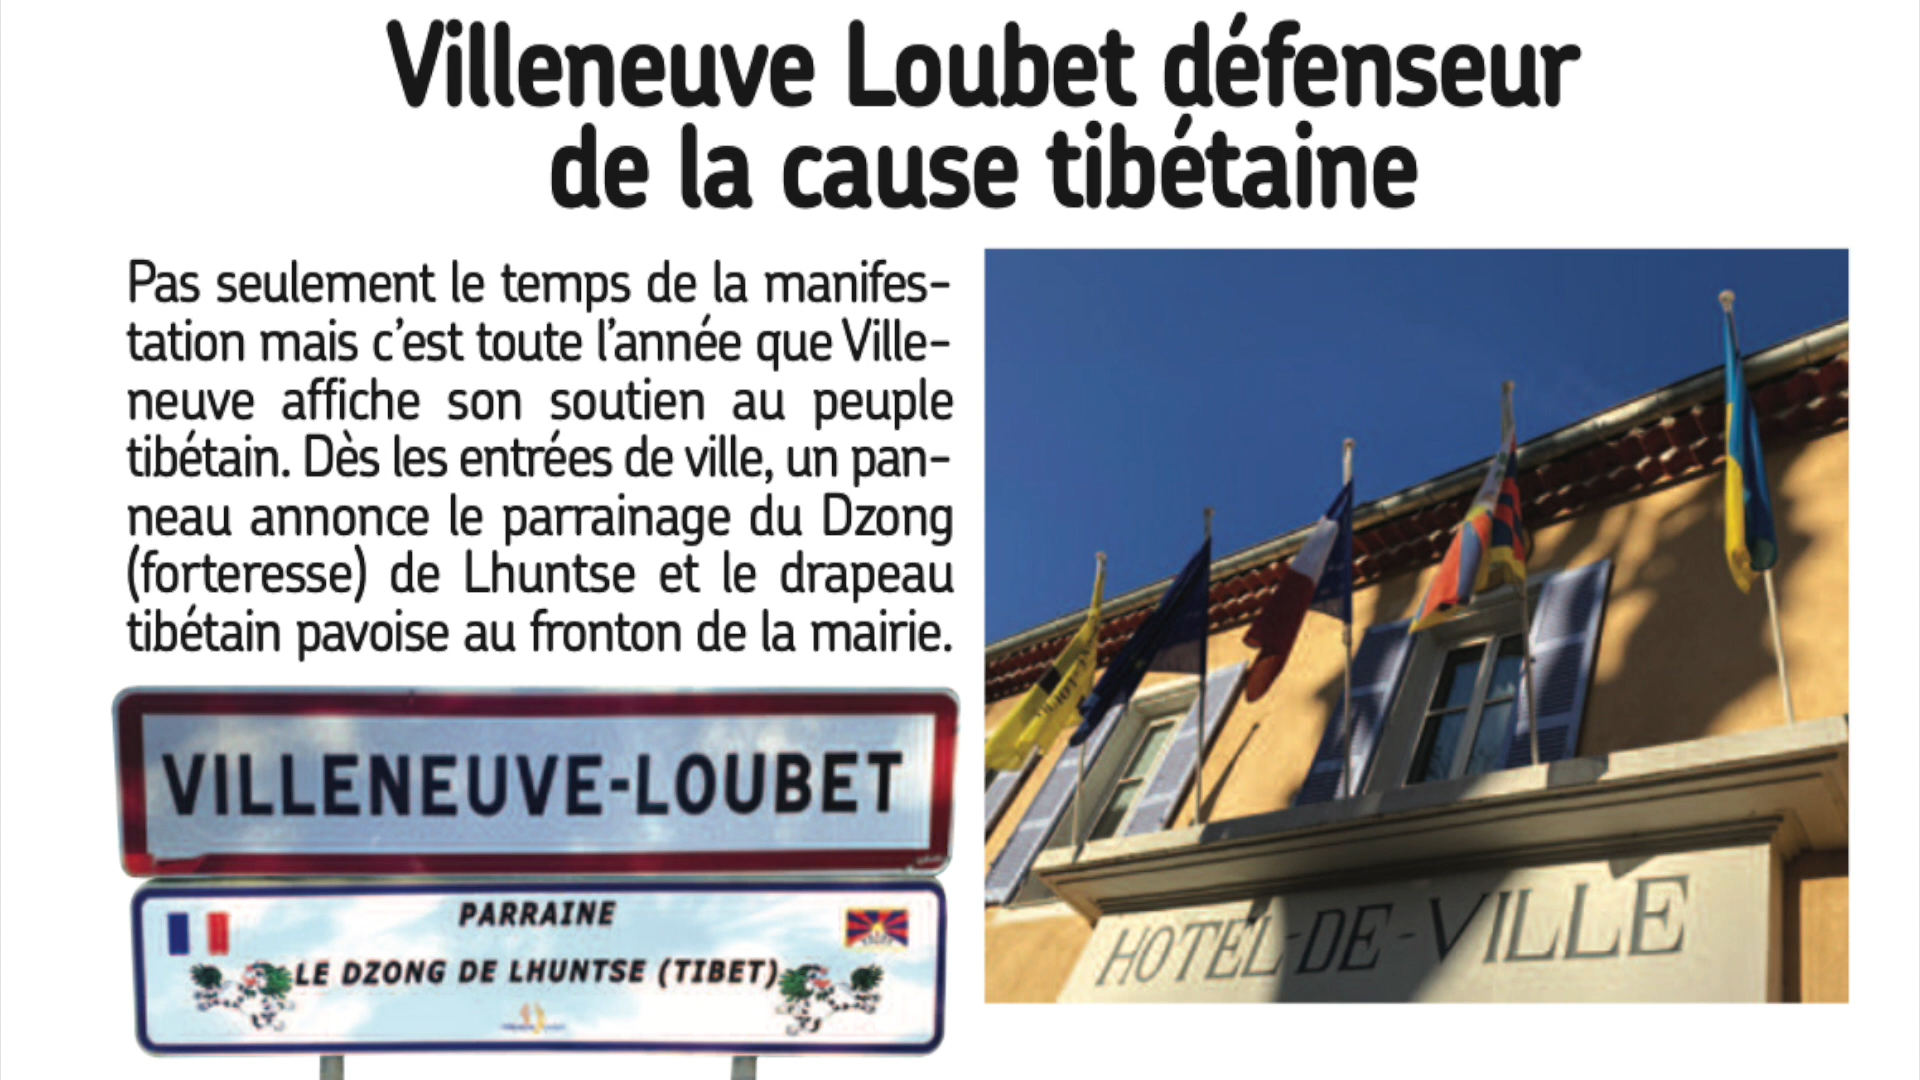 Villeneuve Loubet défenseur
de la cause tibétaine
Pas seulement le temps de la manifes-
tation mais c’est toute l’année que Ville-
neuve affiche son soutien au peuple
tibétain. Dès les entrées de ville, un pan-
neau annonce le parrainage du Dzong
(forteresse) de Lhuntse et le drapeau
tibétain pavoise au fronton de la mairie.
VILLENEUVE-LOUBET
PARRAINE
LE DZONG DE LHUNTSE (TIBET)
HOTEL-DE-VILLE